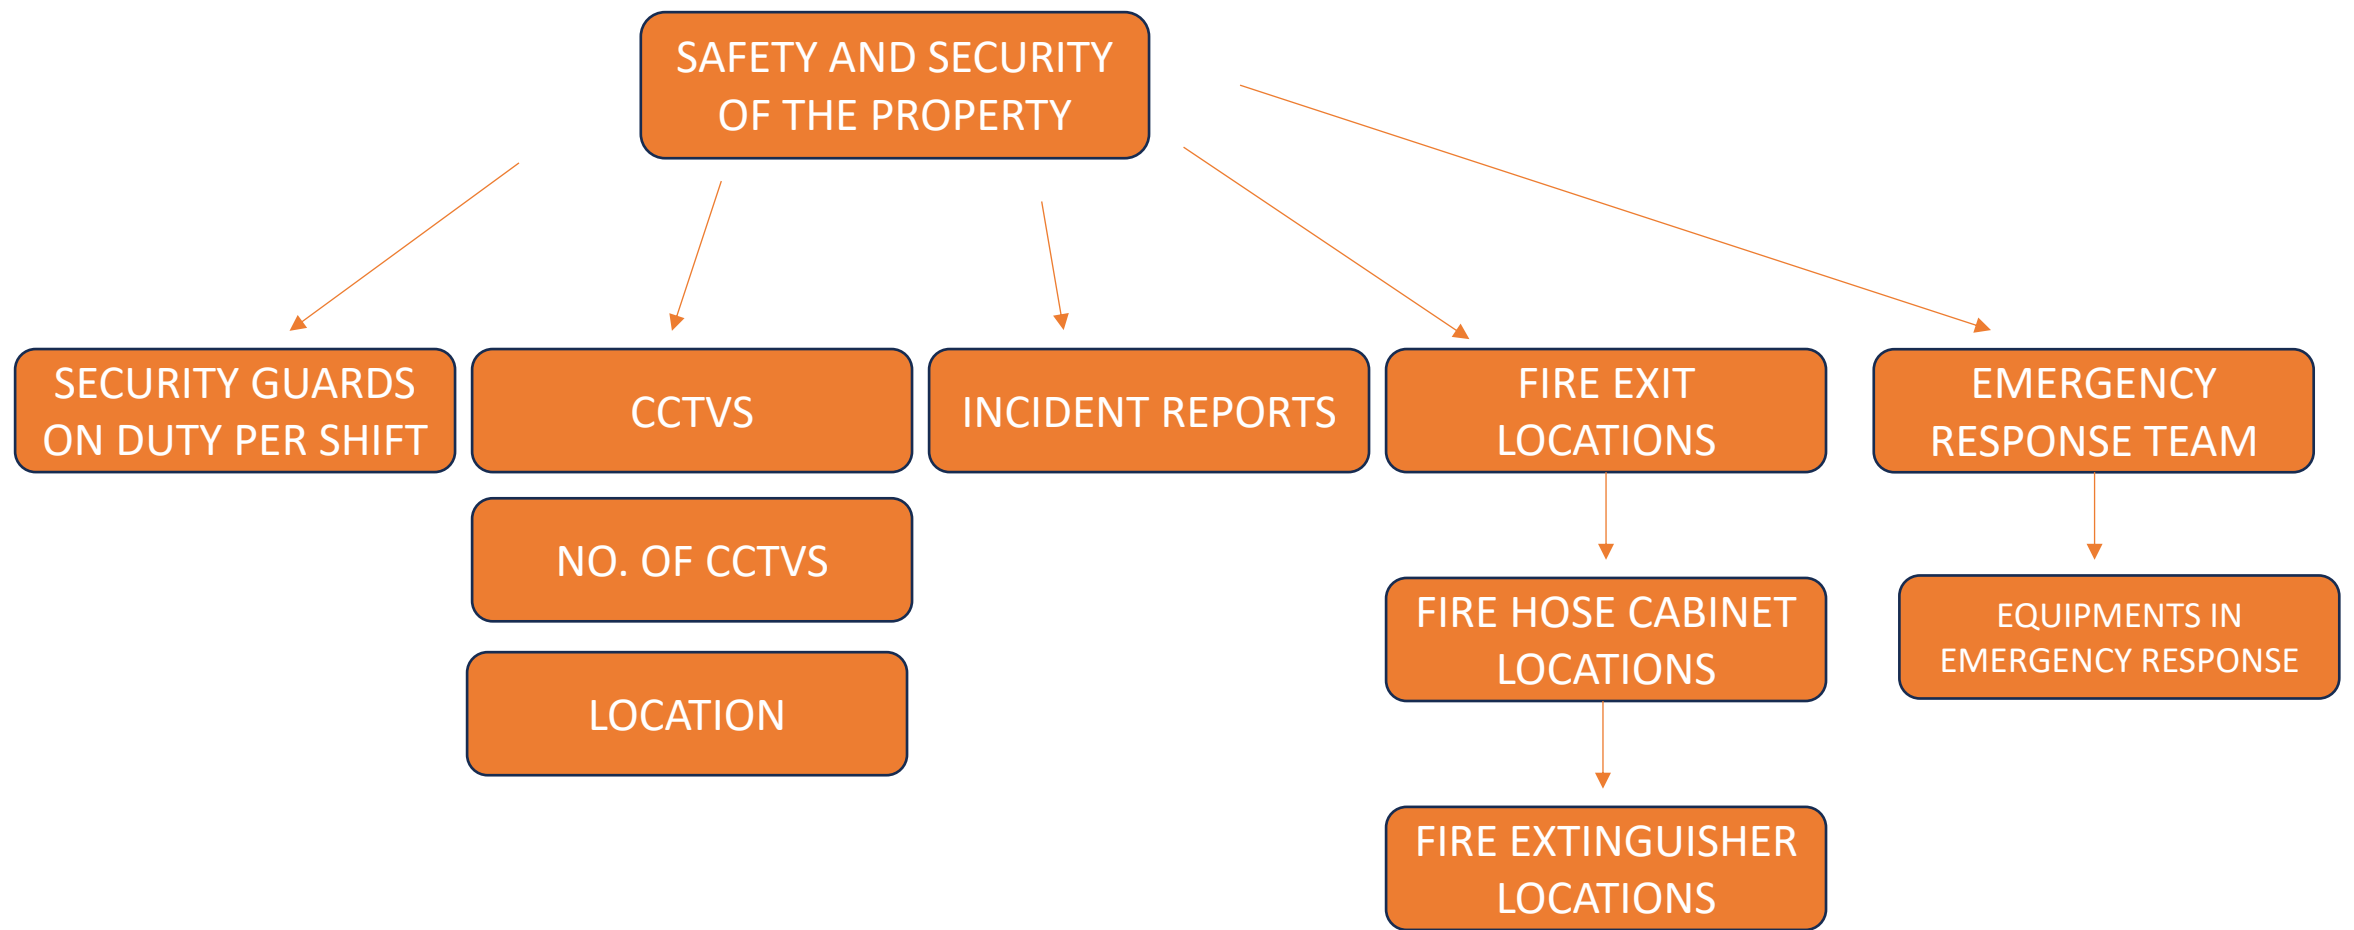 SAFETY AND SECURITY
OF THE PROPERTY
SECURITY GUARDS
ON DUTY PER SHIFT
CCTVS
INCIDENT REPORTS
FIRE EXIT
LOCATIONS
EMERGENCY
RESPONSE TEAM
NO. OF CCTVS
LOCATION
FIRE HOSE CABINET
LOCATIONS
FIRE EXTINGUISHER
LOCATIONS
EQUIPMENTS IN
EMERGENCY RESPONSE